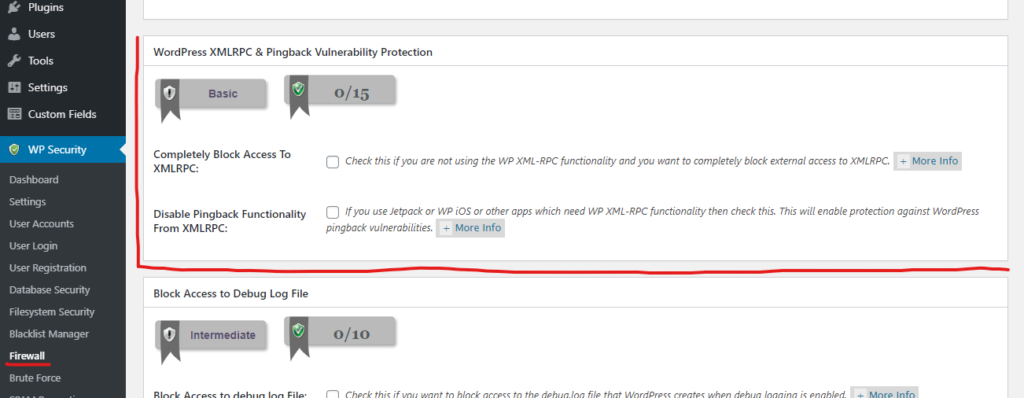 Plugins
Users
Tools
Settings
Custom Fields
WP Security
Dashboard
Settings
User Accounts
User Login
User Registration
Database Security
Filesystem Security
Blacklist Manager
Firewall
Brute Force
WordPress XMLRPC & Pingback Vulnerability Protection
Basic
0/15
Completely Block Access To
XMLRPC:
Check this if you are not using the WP XML-RPC functionality and you want to completely block external access to XMLRPC. + More Info
Disable Pingback Functionality
From XMLRPC:
If you use Jetpack or WP iOS or other apps which need WP XML-RPC functionality then check this. This will enable protection against WordPress
pingback vulnerabilities. + More Info
Block Access to Debug Log File
Intermediate
0/10
Block Access to debug log File:
Check this if you want to block access to the debug.log file that WordPress creates when debug logging is enabled. + More Info